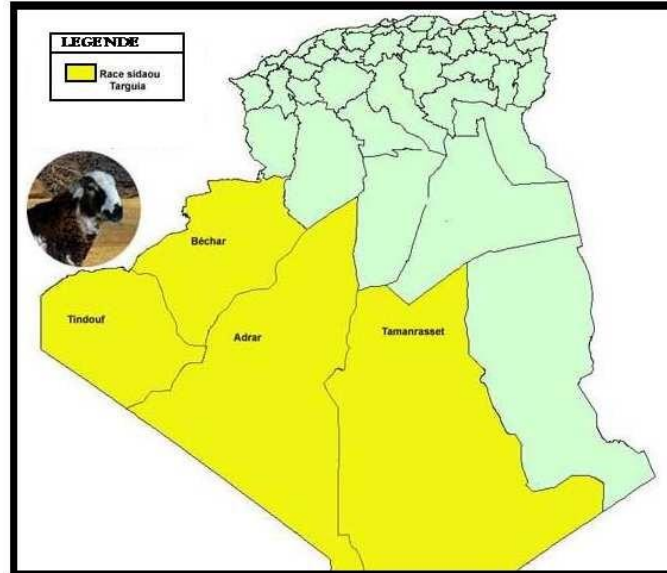 LEGENDE
Race sidaou
Targuia
Béchar
Tindouf
Adrar
Tamanrasset